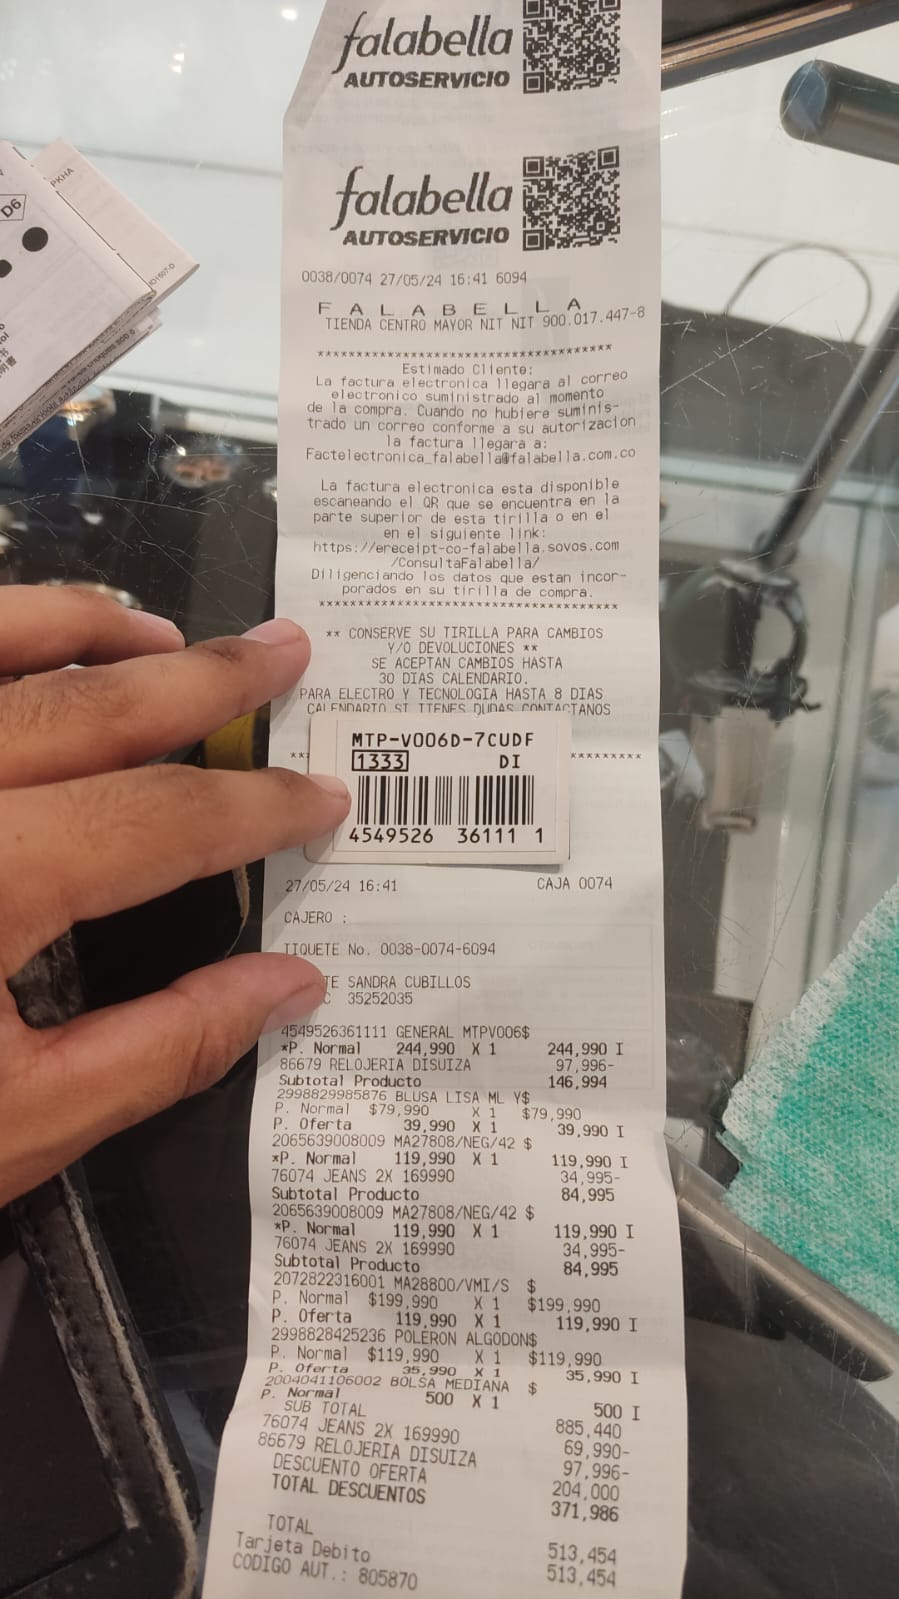 falabella
AUTOSERVICIO
falabella
AUTOSERVICIO
0038/0074 27/05/24 16:41 6094
F A L A B E L L A
TIENDA CENTRO MAYOR NIT NIT 900.017.447-8
**************************************
Estimado Cliente:
La factura electronica llegara al correo
electronico suministrado al momento
de la compra. Cuando no hubiere suminis-
trado un correo conforme a su autorizacion
la factura llegara a:
Factelectronica_falabella@falabella.com.co
La factura electronica esta disponible
escaneando el QR que se encuentra en la
parte superior de esta tirilla o en el
en el siguiente link:
https://ereceipt-co-falabella.sovos.com
/ConsultaFalabella/
Diligenciando los datos que estan incor-
porados en su tirilla de compra.
**************************************
** CONSERVE SU TIRILLA PARA CAMBIOS
Y/O DEVOLUCIONES **
SE ACEPTAN CAMBIOS HASTA
30 DIAS CALENDARIO.
PARA ELECTRO Y TECNOLOGIA HASTA 8 DIAS
CALENDARIO SI TIENES DUDAS CONTACTANOS
MTP-V006D-7CUDF
1333 DI
4549526 36111 1
27/05/24 16:41 CAJA 0074
CAJERO :
TIQUETE No. 0038-0074-6094
TE SANDRA CUBILLOS
C 35252035
4549526361111 GENERAL MTPV006$
*P. Normal 244,990 X 1 244,990 I
86679 RELOJERIA DISUIZA 97,996-
Subtotal Producto 146,994
2998829985876 BLUSA LISA ML Y$
P. Normal $79,990 X 1 $79,990
P. Oferta 39,990 X 1 39,990 I
2065639008009 MA27808/NEG/42 $
*P. Normal 119,990 X 1 119,990 I
76074 JEANS 2X 169990 34,995-
Subtotal Producto 84,995
2065639008009 MA27808/NEG/42 $
*P. Normal 119,990 X 1 119,990 I
76074 JEANS 2X 169990 34,995-
Subtotal Producto 84,995
2072822316001 MA28800/VMI/S $
P. Normal $199,990 X 1 $199,990
P. Oferta 119,990 X 1 119,990 I
2998828425236 POLERON ALGODON$
P. Normal $119,990 X 1 $119,990
P. Oferta 35,990 X 1 35,990 I
2004041106002 BOLSA MEDIANA $
P. Normal 500 X 1 500 I
SUB TOTAL 885,440
76074 JEANS 2X 169990 69,990-
86679 RELOJERIA DISUIZA 97,996-
DESCUENTO OFERTA 204,000
TOTAL DESCUENTOS 371,986
TOTAL 513,454
Tarjeta Debito 513,454
CODIGO AUT.: 805870
D6
PKHA